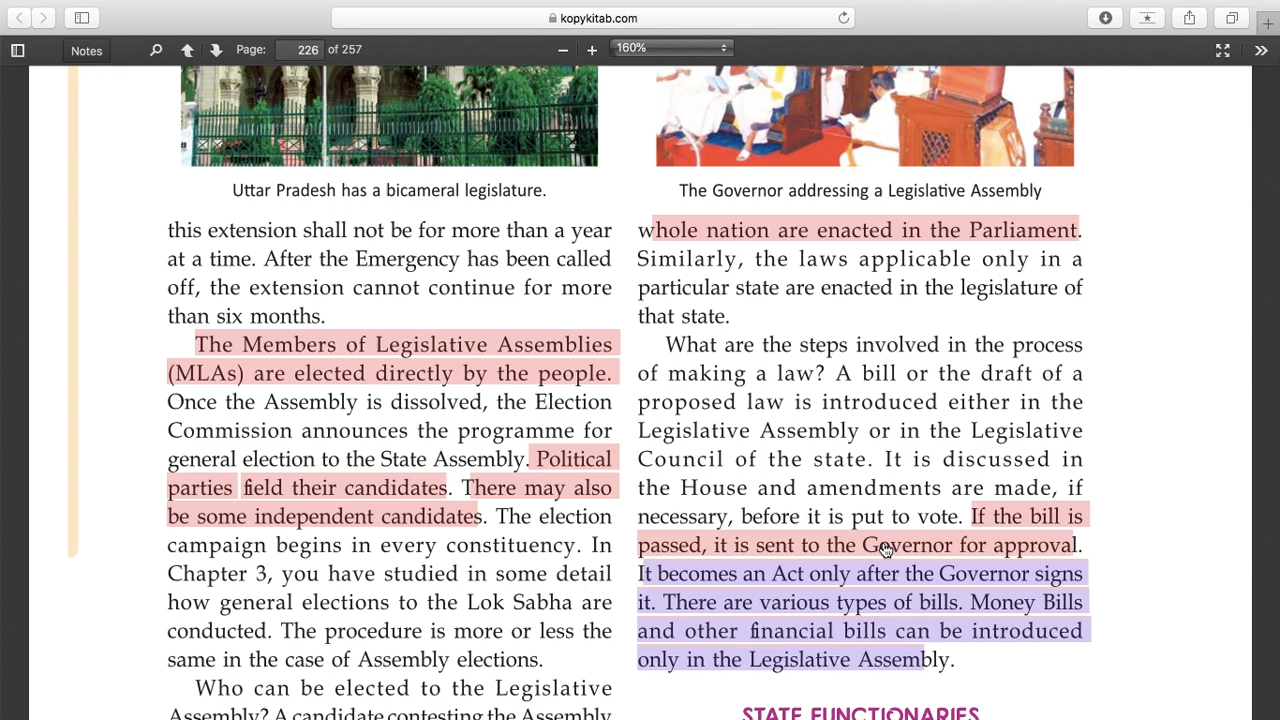 kopykitab.com
Notes
Page:
226
of 257
160%
Uttar Pradesh has a bicameral legislature.
this extension shall not be for more than a year
at a time. After the Emergency has been called
off, the extension cannot continue for more
than six months.
The Members of Legislative Assemblies
(MLAs) are elected directly by the people.
Once the Assembly is dissolved, the Election
Commission announces the programme for
general election to the State Assembly. Political
parties field their candidates. There may also
be some independent candidates. The election
campaign begins in every constituency. In
Chapter 3, you have studied in some detail
how general elections to the Lok Sabha are
conducted. The procedure is more or less the
same in the case of Assembly elections.
Who can be elected to the Legislative
Assembly? A candidate contesting the Assembly
The Governor addressing a Legislative Assembly
whole nation are enacted in the Parliament.
Similarly, the laws applicable only in a
particular state are enacted in the legislature of
that state.
What are the steps involved in the process
of making a law? A bill or the draft of a
proposed law is introduced either in the
Legislative Assembly or in the Legislative
Council of the state. It is discussed in
the House and amendments are made, if
necessary, before it is put to vote. If the bill is
passed, it is sent to the Governor for approval.
It becomes an Act only after the Governor signs
it. There are various types of bills. Money Bills
and other financial bills can be introduced
only in the Legislative Assembly.
STATE FUNCTIONARIES